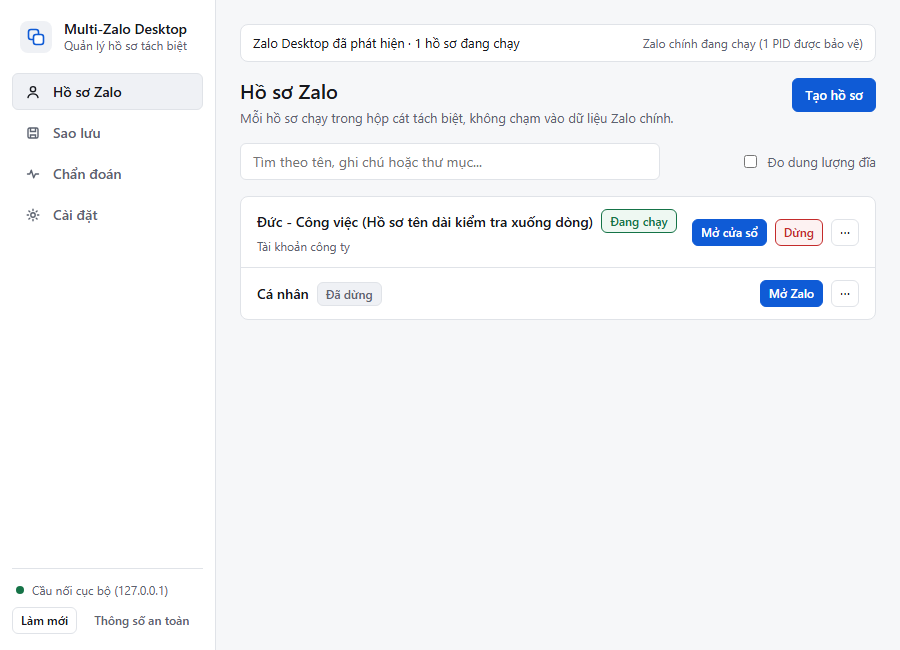 Multi-Zalo Desktop
Quản lý hồ sơ tách biệt
Hồ sơ Zalo
Sao lưu
Chẩn đoán
Cài đặt
Cầu nối cục bộ (127.0.0.1)
Làm mới
Thông số an toàn
Zalo Desktop đã phát hiện · 1 hồ sơ đang chạy
Zalo chính đang chạy (1 PID được bảo vệ)
Hồ sơ Zalo
Mỗi hồ sơ chạy trong hộp cát tách biệt, không chạm vào dữ liệu Zalo chính.
Tạo hồ sơ
Tìm theo tên, ghi chú hoặc thư mục...
Đo dung lượng đĩa
Đức - Công việc (Hồ sơ tên dài kiểm tra xuống dòng) Đang chạy
Tài khoản công ty
Mở cửa sổ
Dừng
...
Cá nhân Đã dừng
Mở Zalo
...